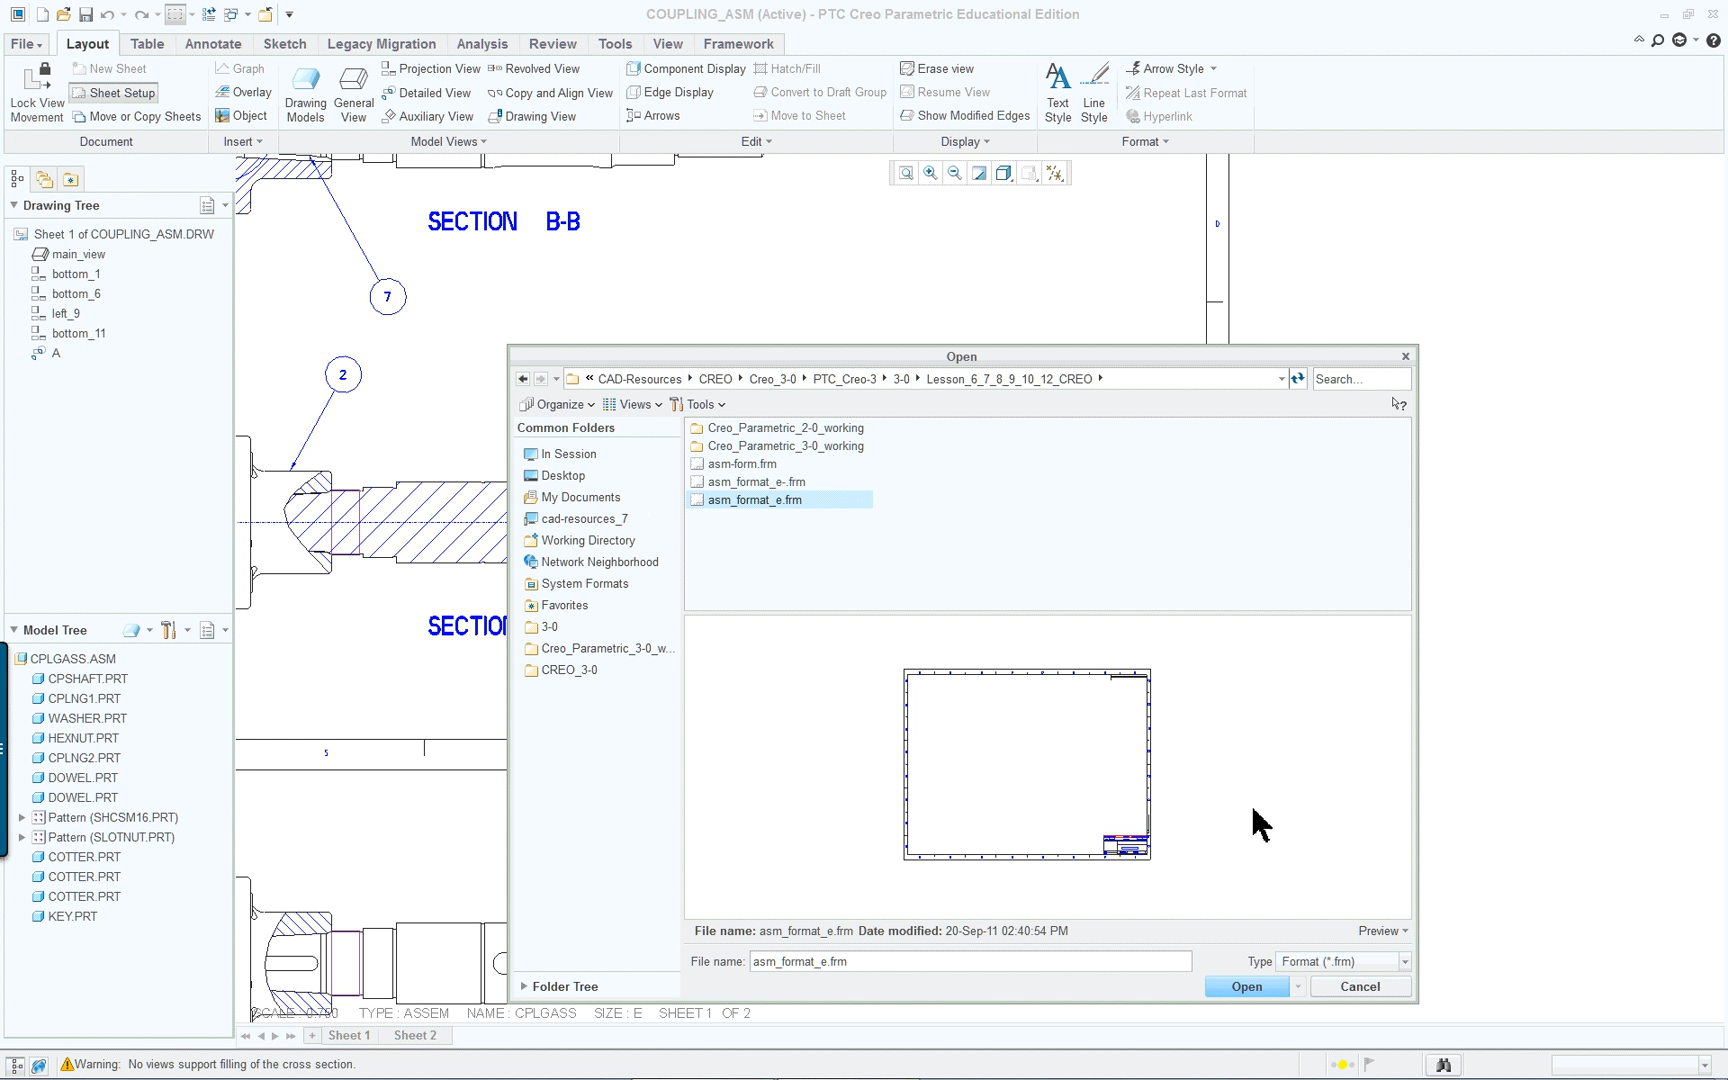 COUPLING_ASM (Active) - PTC Creo Parametric Educational Edition
File
Layout
Table
Annotate
Sketch
Legacy Migration
Analysis
Review
Tools
View
Framework
New Sheet
Graph
Projection View
Revolved View
Component Display
Hatch/Fill
Erase view
Arrow Style
Lock View Movement
Sheet Setup
Overlay
Drawing Models
General View
Detailed View
Copy and Align View
Edge Display
Convert to Draft Group
Resume View
Text Style
Line Style
Repeat Last Format
Move or Copy Sheets
Object
Auxiliary View
Drawing View
Arrows
Move to Sheet
Show Modified Edges
Hyperlink
Document
Insert
Model Views
Edit
Display
Format
Drawing Tree
Sheet 1 of COUPLING_ASM.DRW
main_view
bottom_1
bottom_6
left_9
bottom_11
A
SECTION B-B
D
7
2
SECTIO
5
Model Tree
CPLGASS.ASM
CPSHAFT.PRT
CPLNG1.PRT
WASHER.PRT
HEXNUT.PRT
CPLNG2.PRT
DOWEL.PRT
DOWEL.PRT
Pattern (SHCSM16.PRT)
Pattern (SLOTNUT.PRT)
COTTER.PRT
COTTER.PRT
COTTER.PRT
KEY.PRT
Open
« CAD-Resources CREO Creo_3-0 PTC_Creo-3 3-0 Lesson_6_7_8_9_10_12_CREO
Search...
Organize
Views
Tools
Common Folders
In Session
Desktop
My Documents
cad-resources_7
Working Directory
Network Neighborhood
System Formats
Favorites
3-0
Creo_Parametric_3-0_w...
CREO_3-0
Folder Tree
Creo_Parametric_2-0_working
Creo_Parametric_3-0_working
asm-form.frm
asm_format_e-.frm
asm_format_e.frm
File name: asm_format_e.frm Date modified: 20-Sep-11 02:40:54 PM
Preview
File name: asm_format_e.frm
Type Format (*.frm)
Open
Cancel
SCALE : 0.750 TYPE : ASSEM NAME : CPLGASS SIZE : E SHEET 1 OF 2
Sheet 1
Sheet 2
Warning: No views support filling of the cross section.